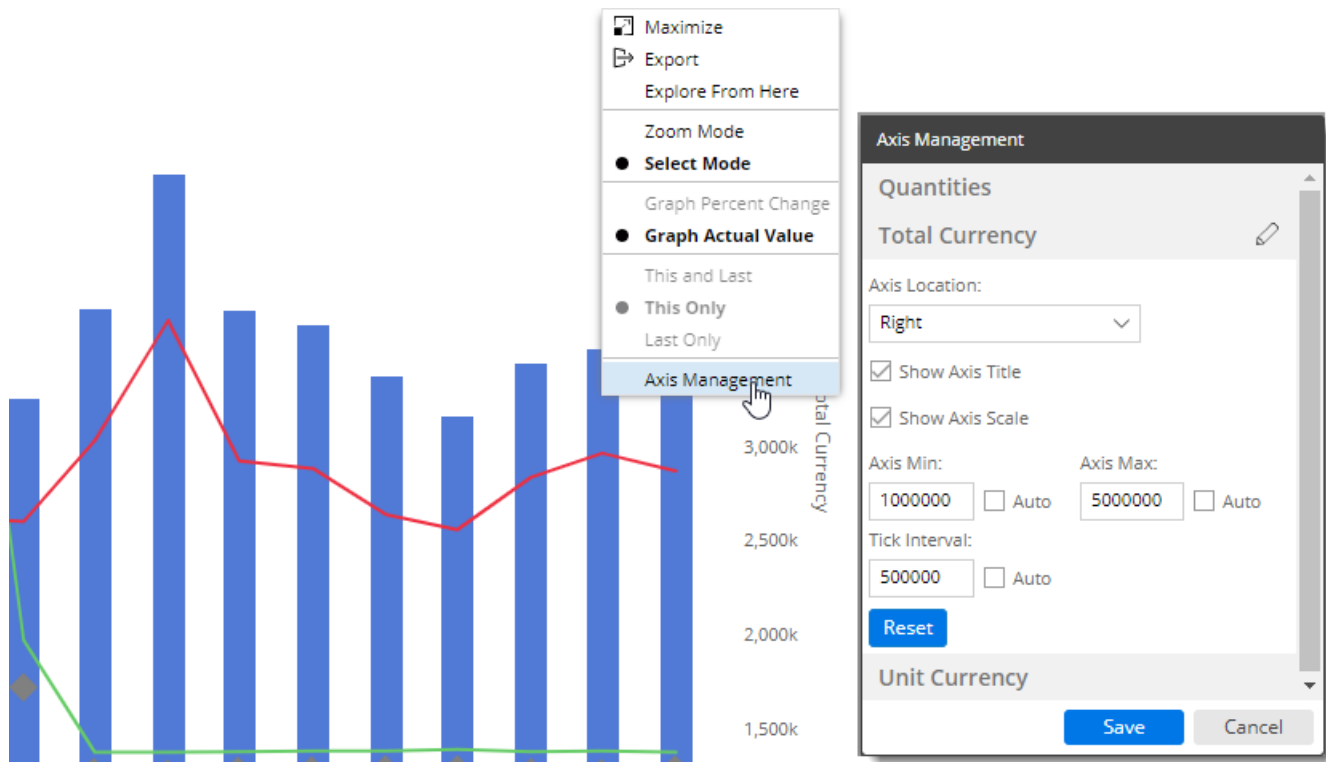 Maximize
Export
Explore From Here
Zoom Mode
Select Mode
Graph Percent Change
Graph Actual Value
This and Last
This Only
Last Only
Axis Management
Currency
3,000k
2,500k
2,000k
1,500k
Axis Management
Quantities
Total Currency
Axis Location:
Right
Show Axis Title
Show Axis Scale
Axis Min: Axis Max:
1000000 Auto 5000000 Auto
Tick Interval:
500000 Auto
Reset
Unit Currency
Save Cancel